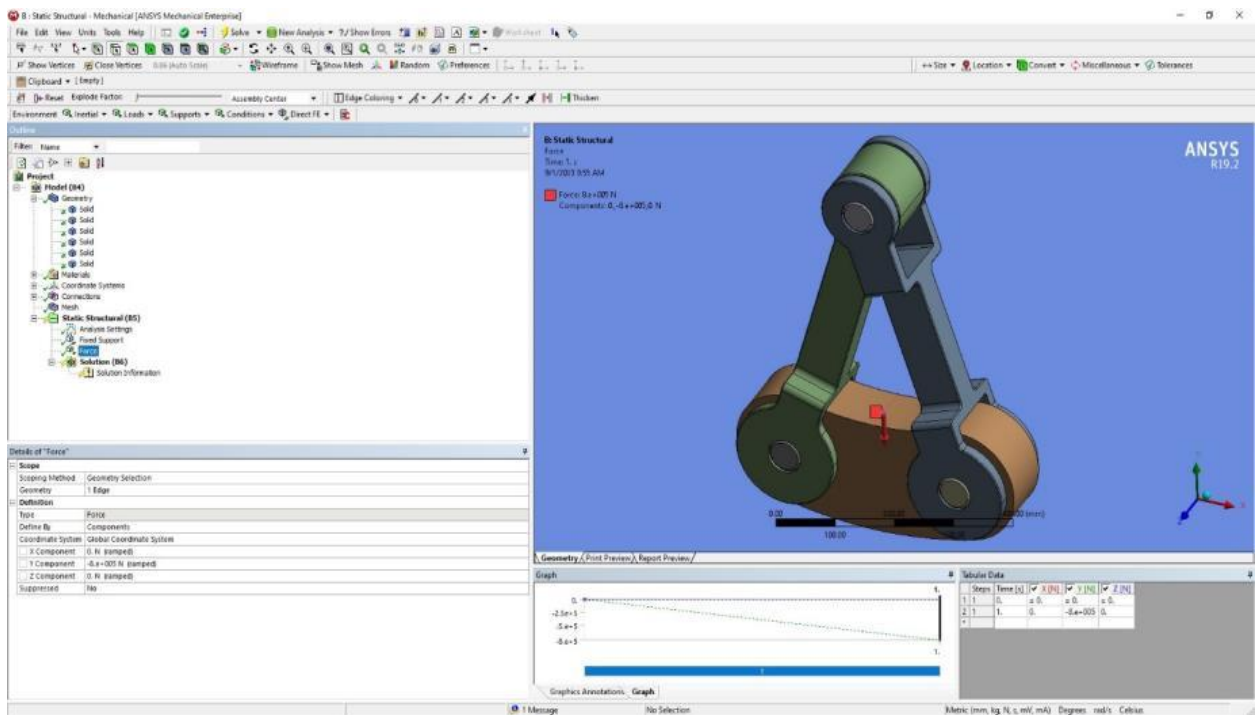 B : Static Structural - Mechanical [ANSYS Mechanical Enterprise]
File Edit View Units Tools Help Solve New Analysis ?/ Show Errors Worksheet
Show Vertices Close Vertices (Auto Scale) Wireframe Show Mesh Random Preferences Size Location Convert Miscellaneous Tolerances
Clipboard [Empty]
Reset Explode Factor: Assembly Center Edge Coloring Thicken
Environment Inertial Loads Supports Conditions Direct FE
Outline
Filter: Name
Project
Model (B4)
Geometry
Solid
Solid
Solid
Solid
Solid
Solid
Materials
Coordinate Systems
Connections
Mesh
Static Structural (B5)
Analysis Settings
Fixed Support
Force
Solution (B6)
Solution Information
Details of "Force"
Scope
Scoping Method Geometry Selection
Geometry 1 Edge
Definition
Type Force
Define By Components
Coordinate System Global Coordinate System
X Component 0. N (ramped)
Y Component -8.e+005 N (ramped)
Z Component 0. N (ramped)
Suppressed No
B: Static Structural
Force
Time: 1. s
Force: 8.e+005 N
Components: 0.,-8.e+005,0. N
ANSYS
R19.2
0.00
(mm)
100.00
Geometry Print Preview Report Preview
Graph
1.
0.
-2.5e+5
-5.e+5
-8.e+5
1.
1
Graphics Annotations Graph
Tabular Data
Steps Time [s] X [N] Y [N] Z [N]
1 1 0. = 0. = 0. = 0.
2 1 1. 0. -8.e+005 0.
*
1 Message No Selection Metric (mm, kg, N, s, mV, mA) Degrees rad/s Celsius